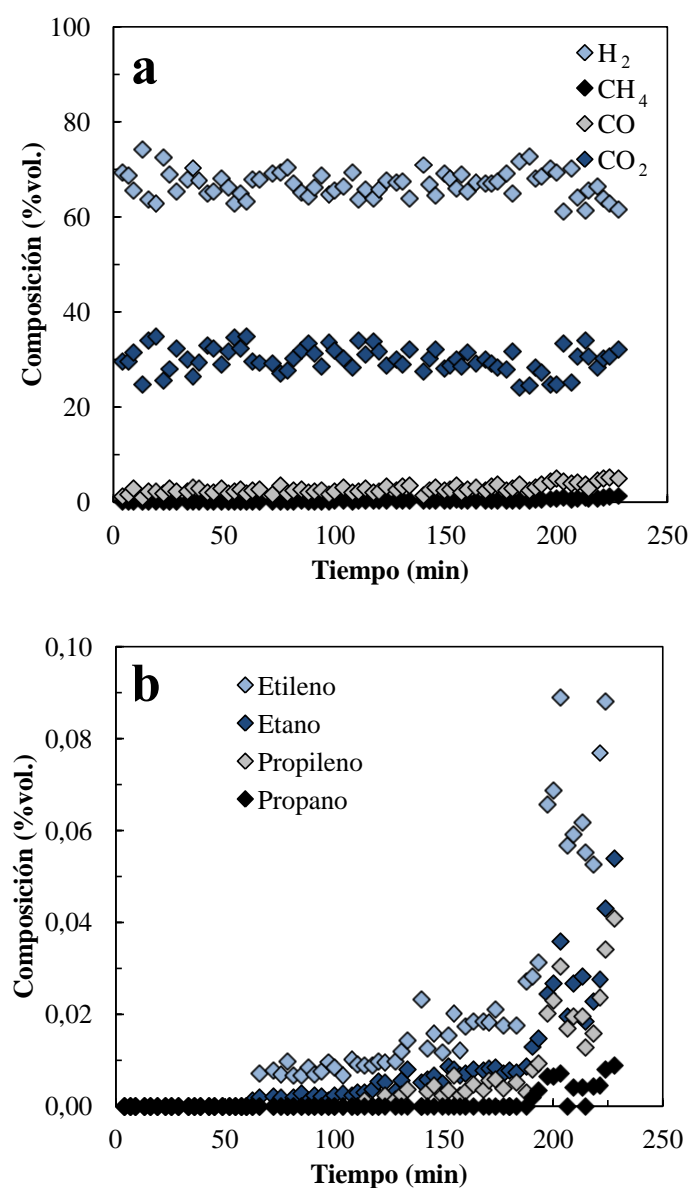 100
80
60
40
20
0
a
H2
CH4
CO
CO2
Composición (%vol.)
0
50
100
150
200
250
Tiempo (min)
0,10
0,08
0,06
0,04
0,02
0,00
b
Etileno
Etano
Propileno
Propano
Composición (%vol.)
0
50
100
150
200
250
Tiempo (min)